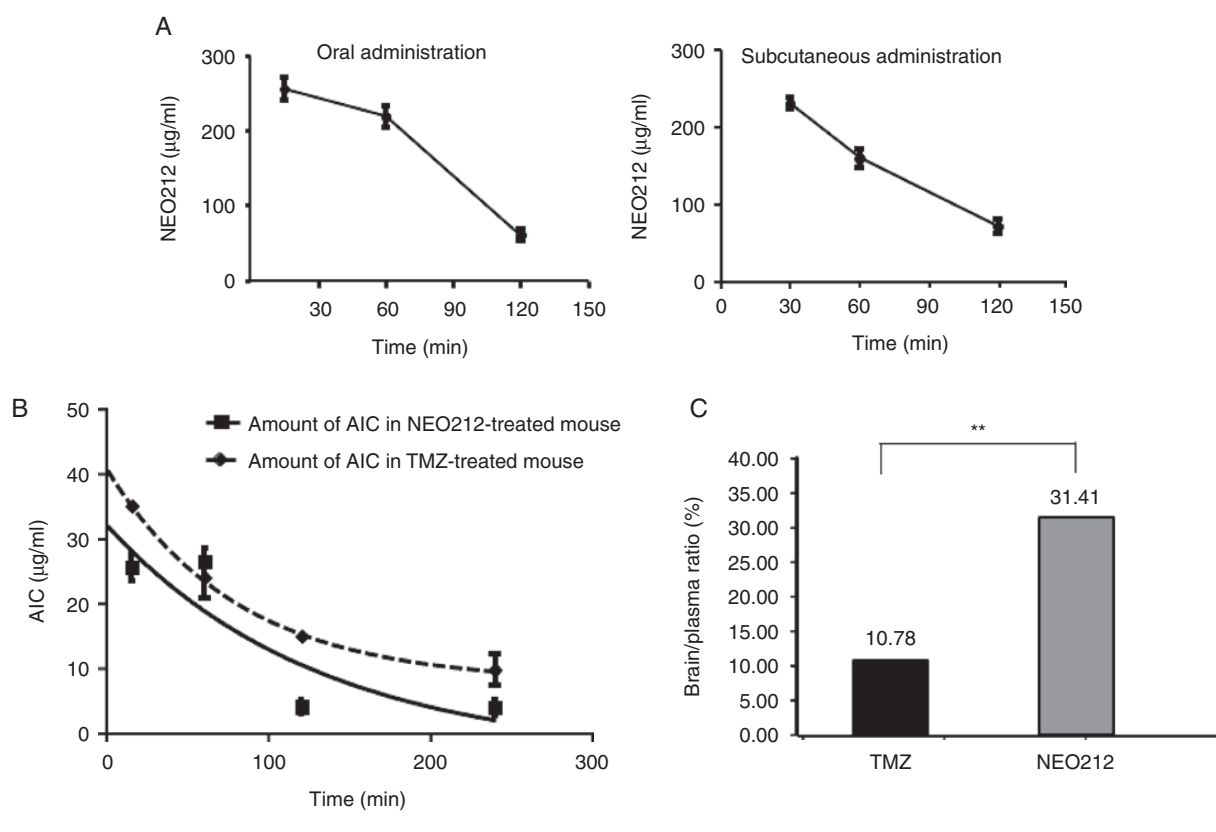 A
Oral administration
300
200
100
0
NEO212 (μg/ml)
30 60 90 120 150
Time (min)
Subcutaneous administration
300
200
100
0
NEO212 (μg/ml)
0 30 60 90 120 150
Time (min)
B
50
40
30
20
10
0
AIC (μg/ml)
Amount of AIC in NEO212-treated mouse
Amount of AIC in TMZ-treated mouse
0 100 200 300
Time (min)
C
**
40.00
35.00
30.00
25.00
20.00
15.00
10.00
5.00
0.00
Brain/plasma ratio (%)
10.78
31.41
TMZ NEO212